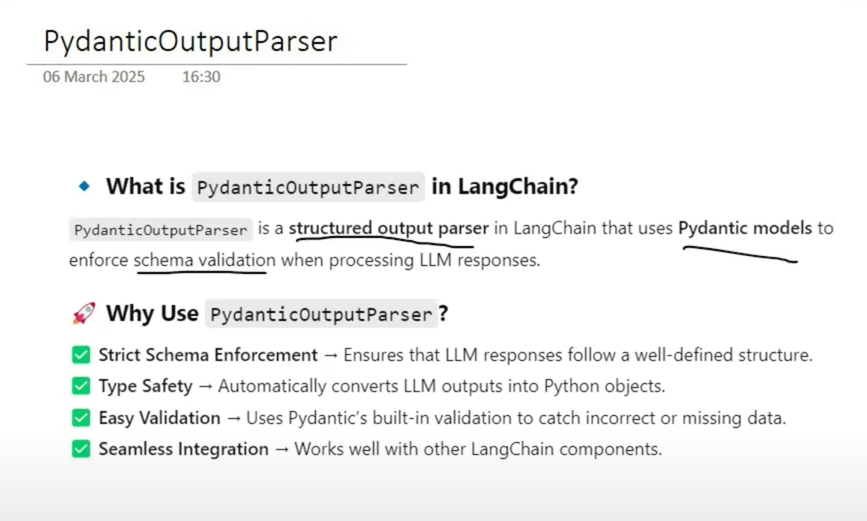 PydanticOutputParser
06 March 2025 16:30
🔹 What is PydanticOutputParser in LangChain?
PydanticOutputParser is a structured output parser in LangChain that uses Pydantic models to
enforce schema validation when processing LLM responses.
🚀 Why Use PydanticOutputParser?
✅ Strict Schema Enforcement → Ensures that LLM responses follow a well-defined structure.
✅ Type Safety → Automatically converts LLM outputs into Python objects.
✅ Easy Validation → Uses Pydantic's built-in validation to catch incorrect or missing data.
✅ Seamless Integration → Works well with other LangChain components.